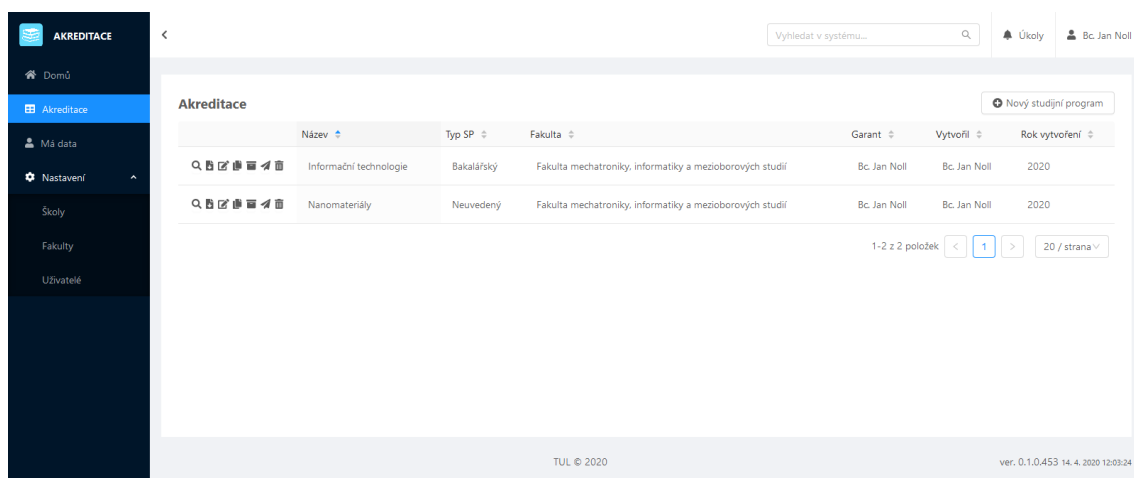 AKREDITACE
Vyhledat v systému...
Úkoly
Bc. Jan Noll
Domů
Akreditace
Má data
Nastavení
Školy
Fakulty
Uživatelé
Akreditace
Nový studijní program
Název Typ SP Fakulta Garant Vytvořil Rok vytvoření
Informační technologie Bakalářský Fakulta mechatroniky, informatiky a mezioborových studií Bc. Jan Noll Bc. Jan Noll 2020
Nanomateriály Neuvedený Fakulta mechatroniky, informatiky a mezioborových studií Bc. Jan Noll Bc. Jan Noll 2020
1-2 z 2 položek < 1 > 20 / strana
TUL © 2020
ver. 0.1.0.453 14. 4. 2020 12:03:24